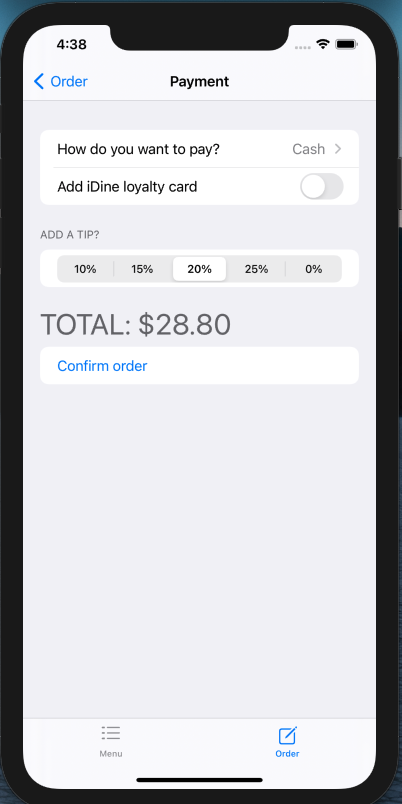 4:38
Order
Payment
How do you want to pay? Cash
Add iDine loyalty card
ADD A TIP?
10% 15% 20% 25% 0%
TOTAL: $28.80
Confirm order
Menu Order